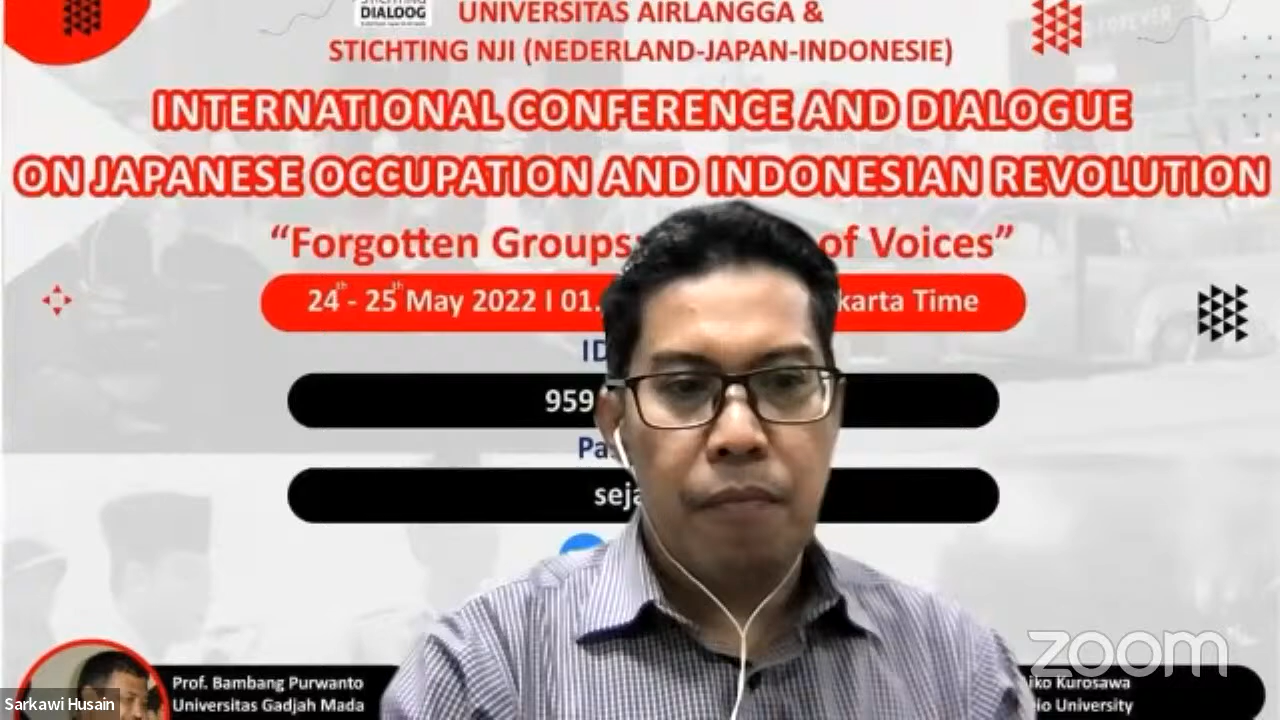 DIALOOG
UNIVERSITAS AIRLANGGA &
STICHTING NJI (NEDERLAND-JAPAN-INDONESIE)
INTERNATIONAL CONFERENCE AND DIALOGUE
ON JAPANESE OCCUPATION AND INDONESIAN REVOLUTION
“Forgotten Groups: of Voices”
24th - 25th May 2022 I 01. karta Time
ID
959
Pas
seja
zoom
Prof. Bambang Purwanto
Universitas Gadjah Mada
iko Kurosawa
io University
Sarkawi Husain